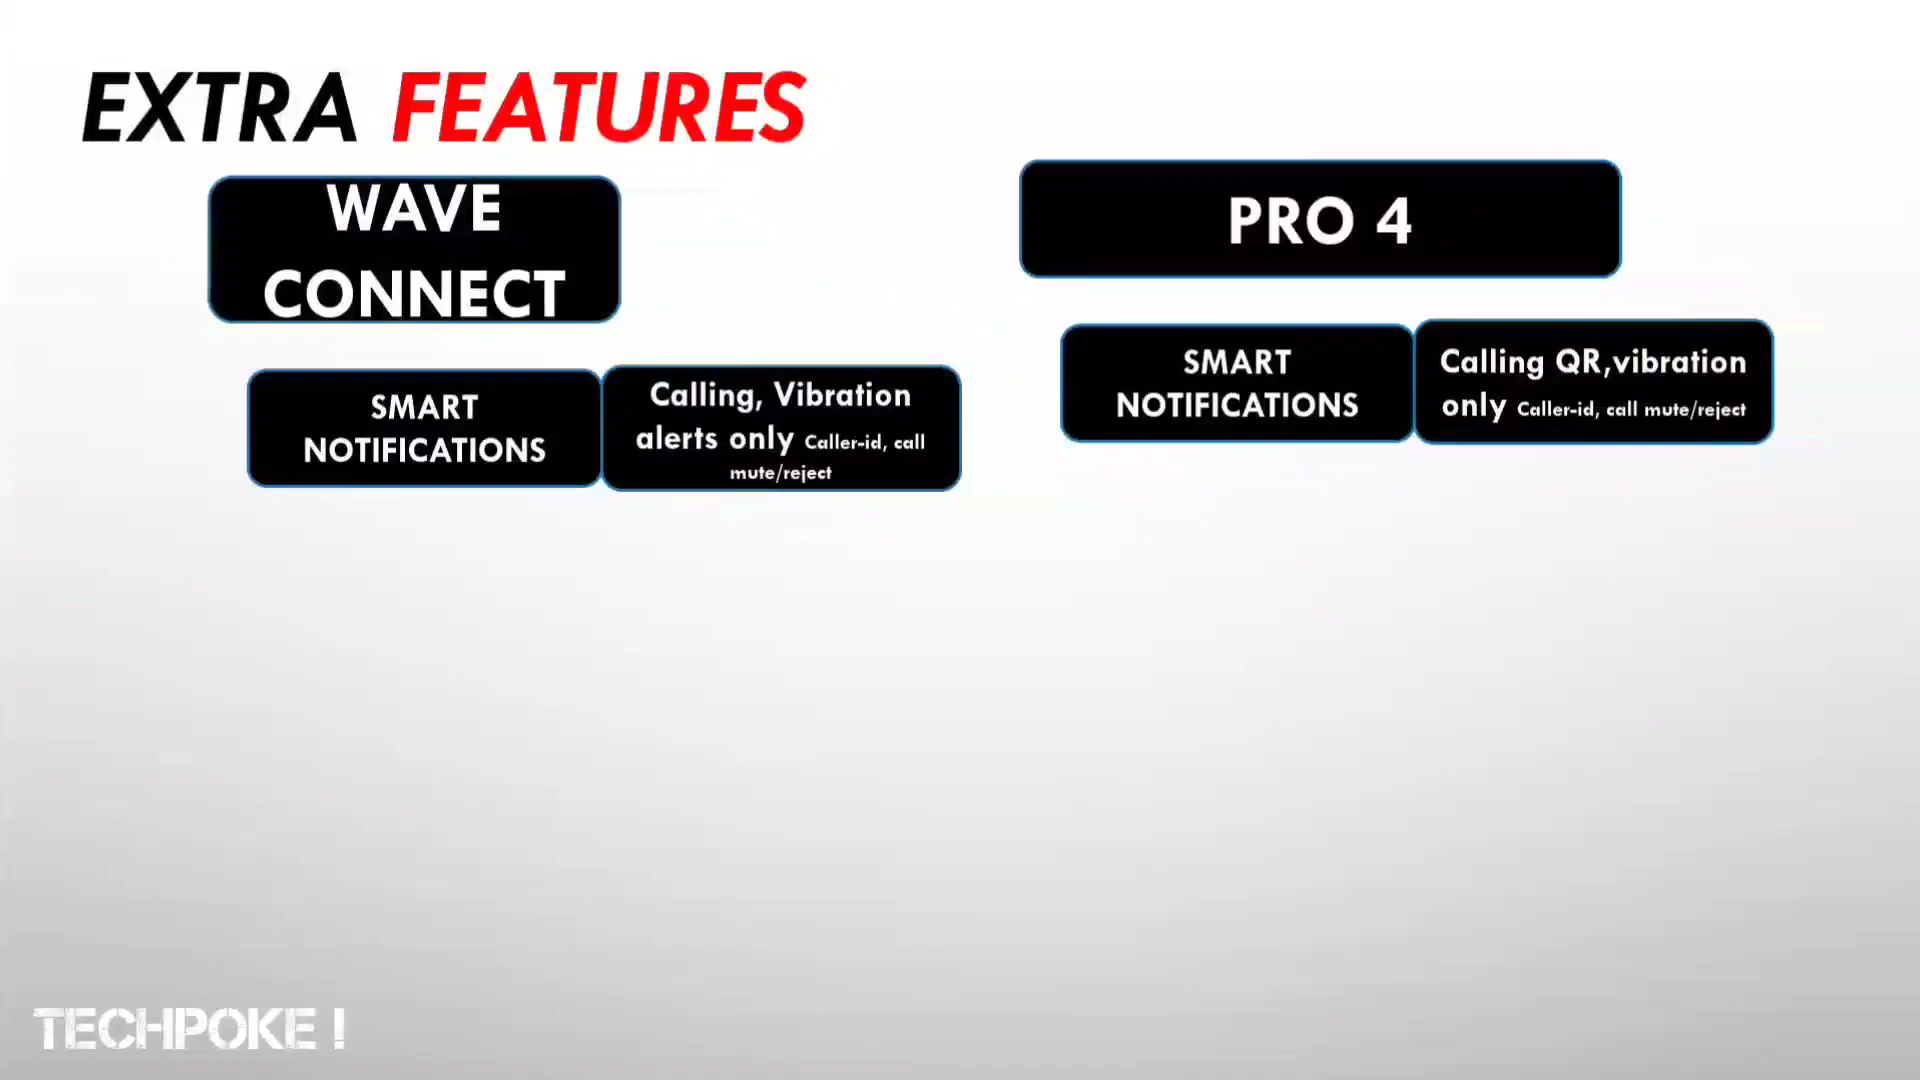 EXTRA FEATURES
WAVE
CONNECT
SMART
NOTIFICATIONS
Calling, Vibration
alerts only Caller-id, call
mute/reject
PRO 4
SMART
NOTIFICATIONS
Calling QR,vibration
only Caller-id, call mute/reject
TECHPOKE !